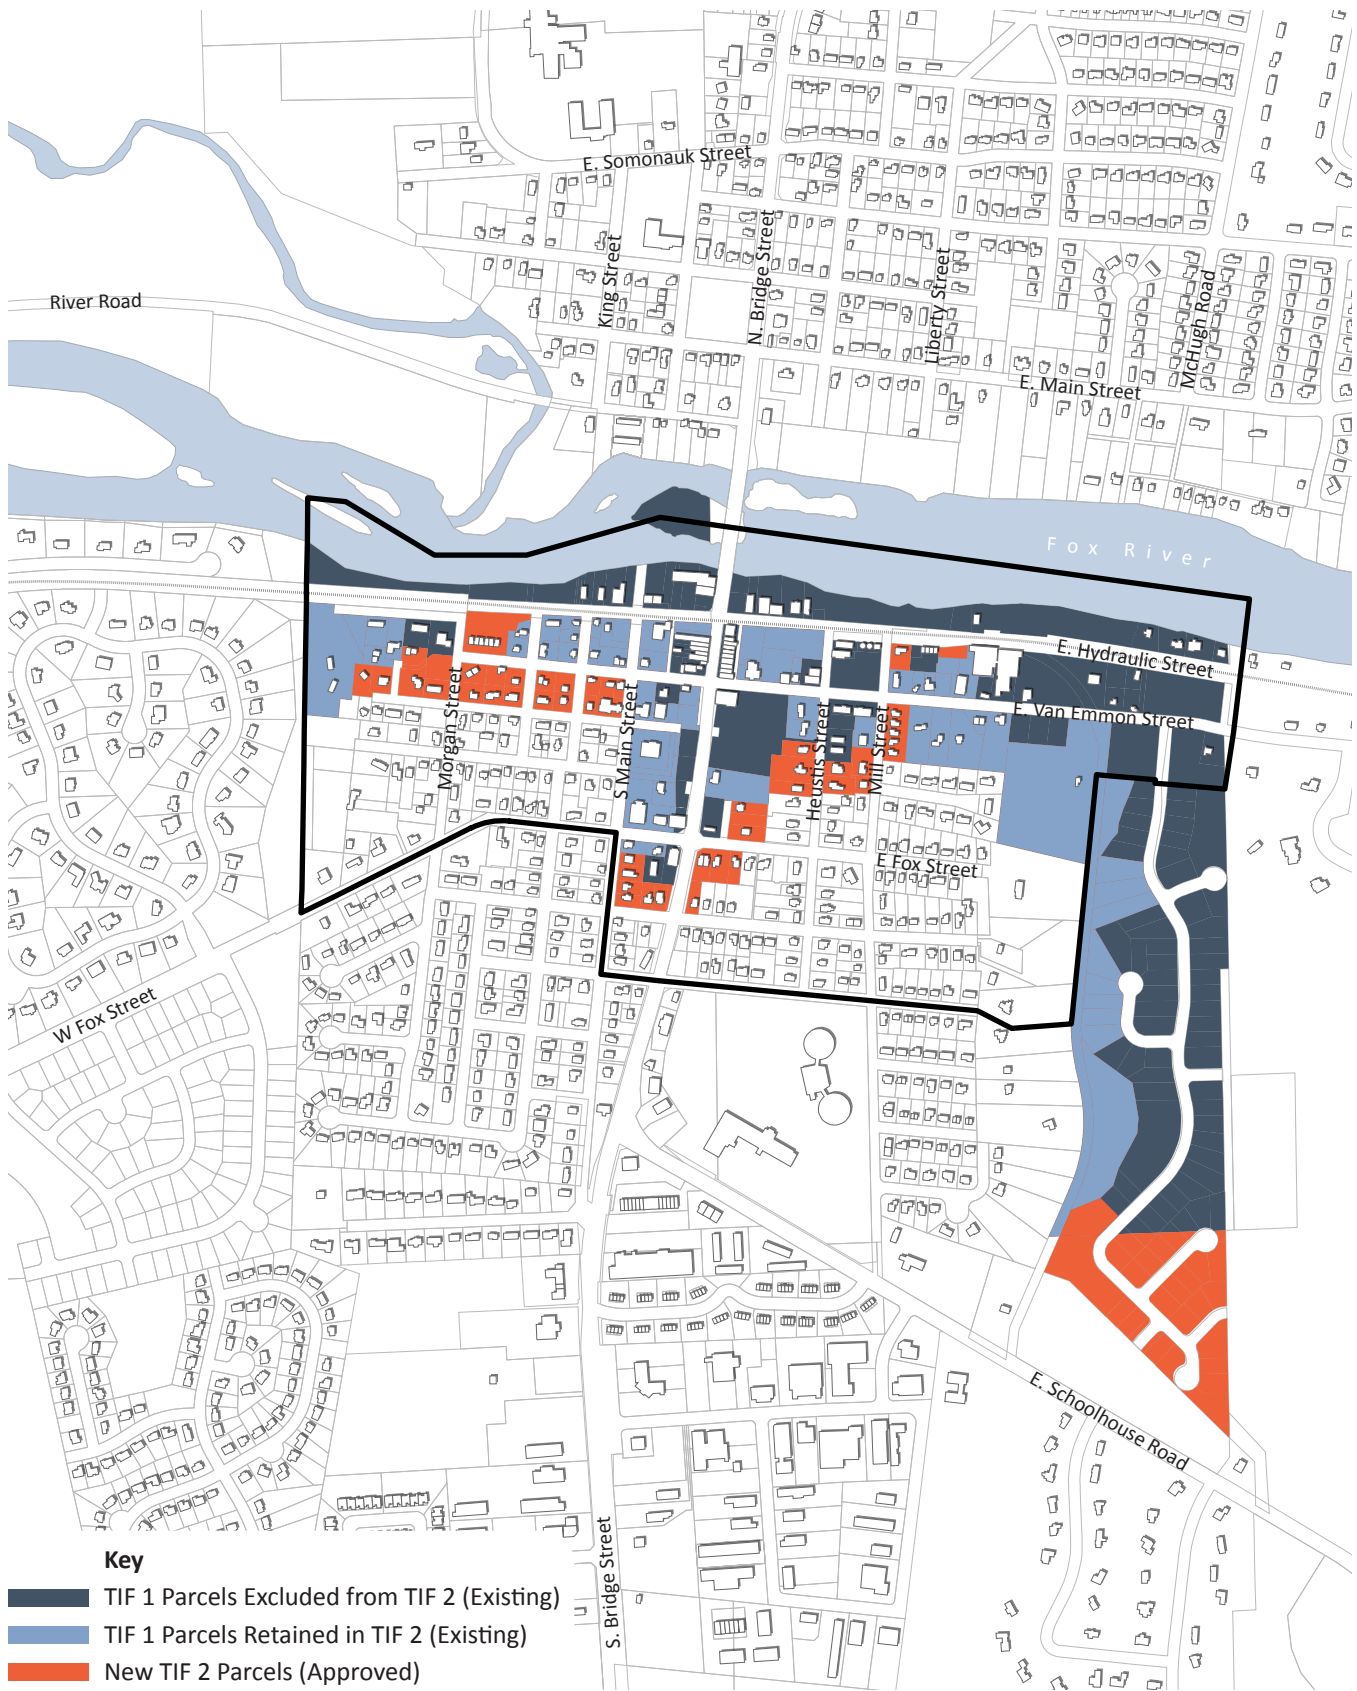 E. Somonauk Street
King Street
N. Bridge Street
Liberty Street
McHugh Road
River Road
E. Main Street
Fox River
E. Hydraulic Street
E. Van Emmon Street
Morgan Street
S Main Street
Heustis Street
Mill Street
E Fox Street
W Fox Street
E. Schoolhouse Road
S. Bridge Street
Key
TIF 1 Parcels Excluded from TIF 2 (Existing)
TIF 1 Parcels Retained in TIF 2 (Existing)
New TIF 2 Parcels (Approved)